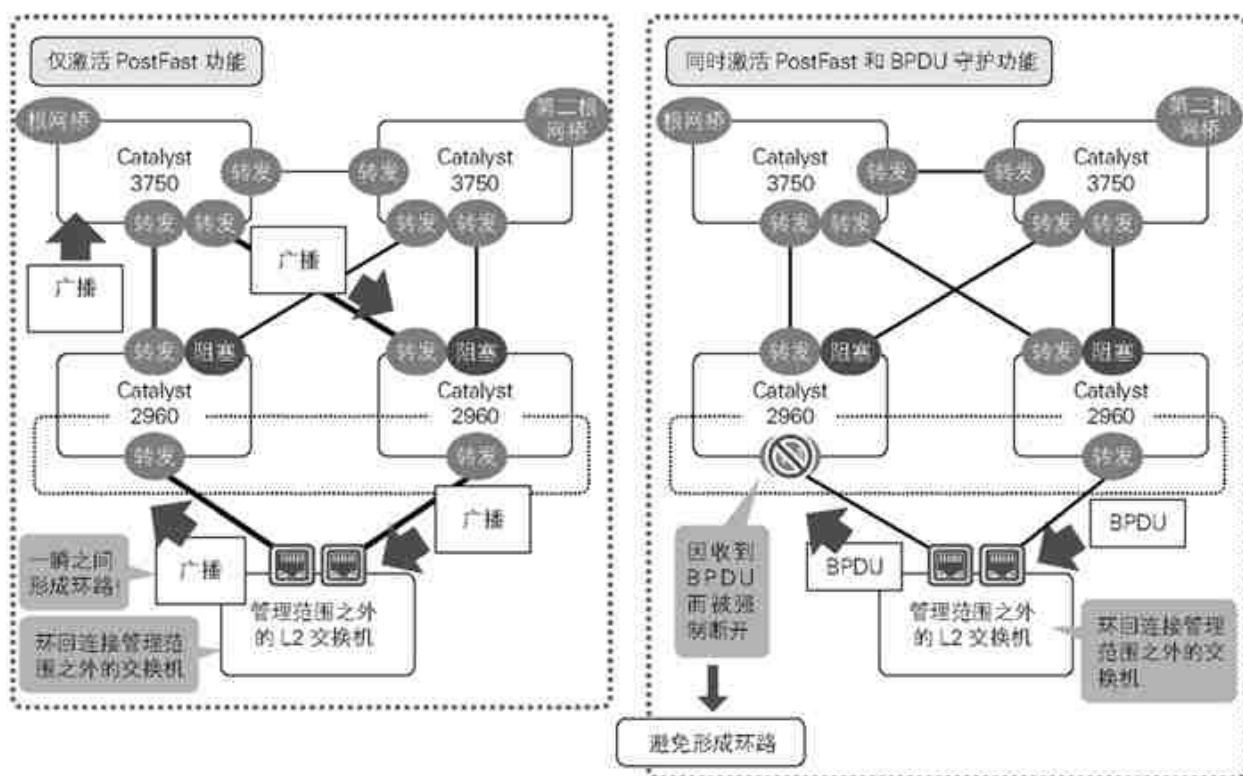 仅激活 PostFast 功能
根网桥
第二根
网桥
Catalyst
3750
转发
转发
Catalyst
3750
转发
转发
转发
转发
广播
广播
转发
阻塞
转发
阻塞
Catalyst
2960
Catalyst
2960
转发
转发
广播
一瞬之间
形成环路!
广播
管理范围之外
的 L2 交换机
环回连接管理范
围之外的交换机
同时激活 PostFast 和 BPDU 守护功能
根网桥
第二根
网桥
Catalyst
3750
转发
转发
Catalyst
3750
转发
转发
转发
转发
转发
阻塞
转发
阻塞
Catalyst
2960
Catalyst
2960
转发
因收到
BPDU
而被强
制断开
BPDU
BPDU
管理范围之外
的 L2 交换机
环回连接管理
范围之外的交
换机
避免形成环路